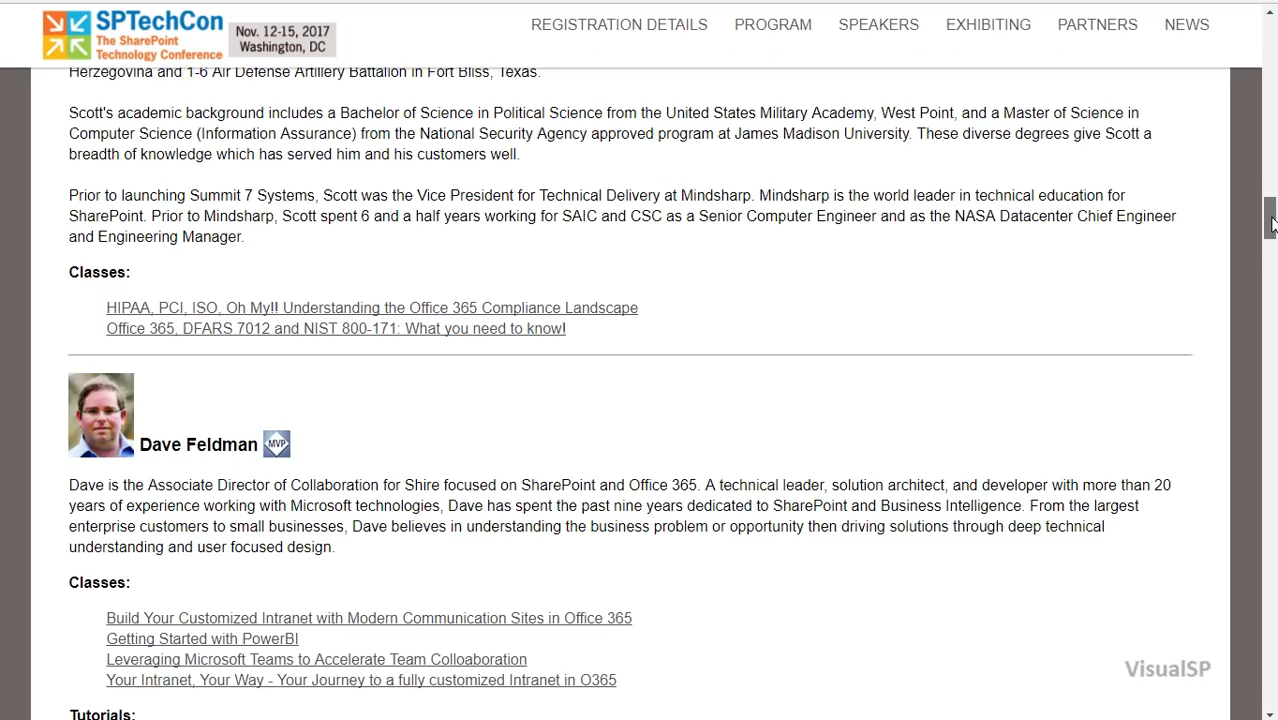 SPTechCon
The SharePoint
Technology Conference
Nov. 12-15, 2017
Washington, DC
REGISTRATION DETAILS
PROGRAM
SPEAKERS
EXHIBITING
PARTNERS
NEWS
Herzegovina and 1-6 Air Defense Artillery Battalion in Fort Bliss, Texas.
Scott's academic background includes a Bachelor of Science in Political Science from the United States Military Academy, West Point, and a Master of Science in
Computer Science (Information Assurance) from the National Security Agency approved program at James Madison University. These diverse degrees give Scott a
breadth of knowledge which has served him and his customers well.
Prior to launching Summit 7 Systems, Scott was the Vice President for Technical Delivery at Mindsharp. Mindsharp is the world leader in technical education for
SharePoint. Prior to Mindsharp, Scott spent 6 and a half years working for SAIC and CSC as a Senior Computer Engineer and as the NASA Datacenter Chief Engineer
and Engineering Manager.
Classes:
HIPAA, PCI, ISO, Oh My!! Understanding the Office 365 Compliance Landscape
Office 365, DFARS 7012 and NIST 800-171: What you need to know!
Dave Feldman
MVP
Dave is the Associate Director of Collaboration for Shire focused on SharePoint and Office 365. A technical leader, solution architect, and developer with more than 20
years of experience working with Microsoft technologies, Dave has spent the past nine years dedicated to SharePoint and Business Intelligence. From the largest
enterprise customers to small businesses, Dave believes in understanding the business problem or opportunity then driving solutions through deep technical
understanding and user focused design.
Classes:
Build Your Customized Intranet with Modern Communication Sites in Office 365
Getting Started with PowerBI
Leveraging Microsoft Teams to Accelerate Team Colloaboration
Your Intranet, Your Way - Your Journey to a fully customized Intranet in O365
VisualSP
Tutorials: